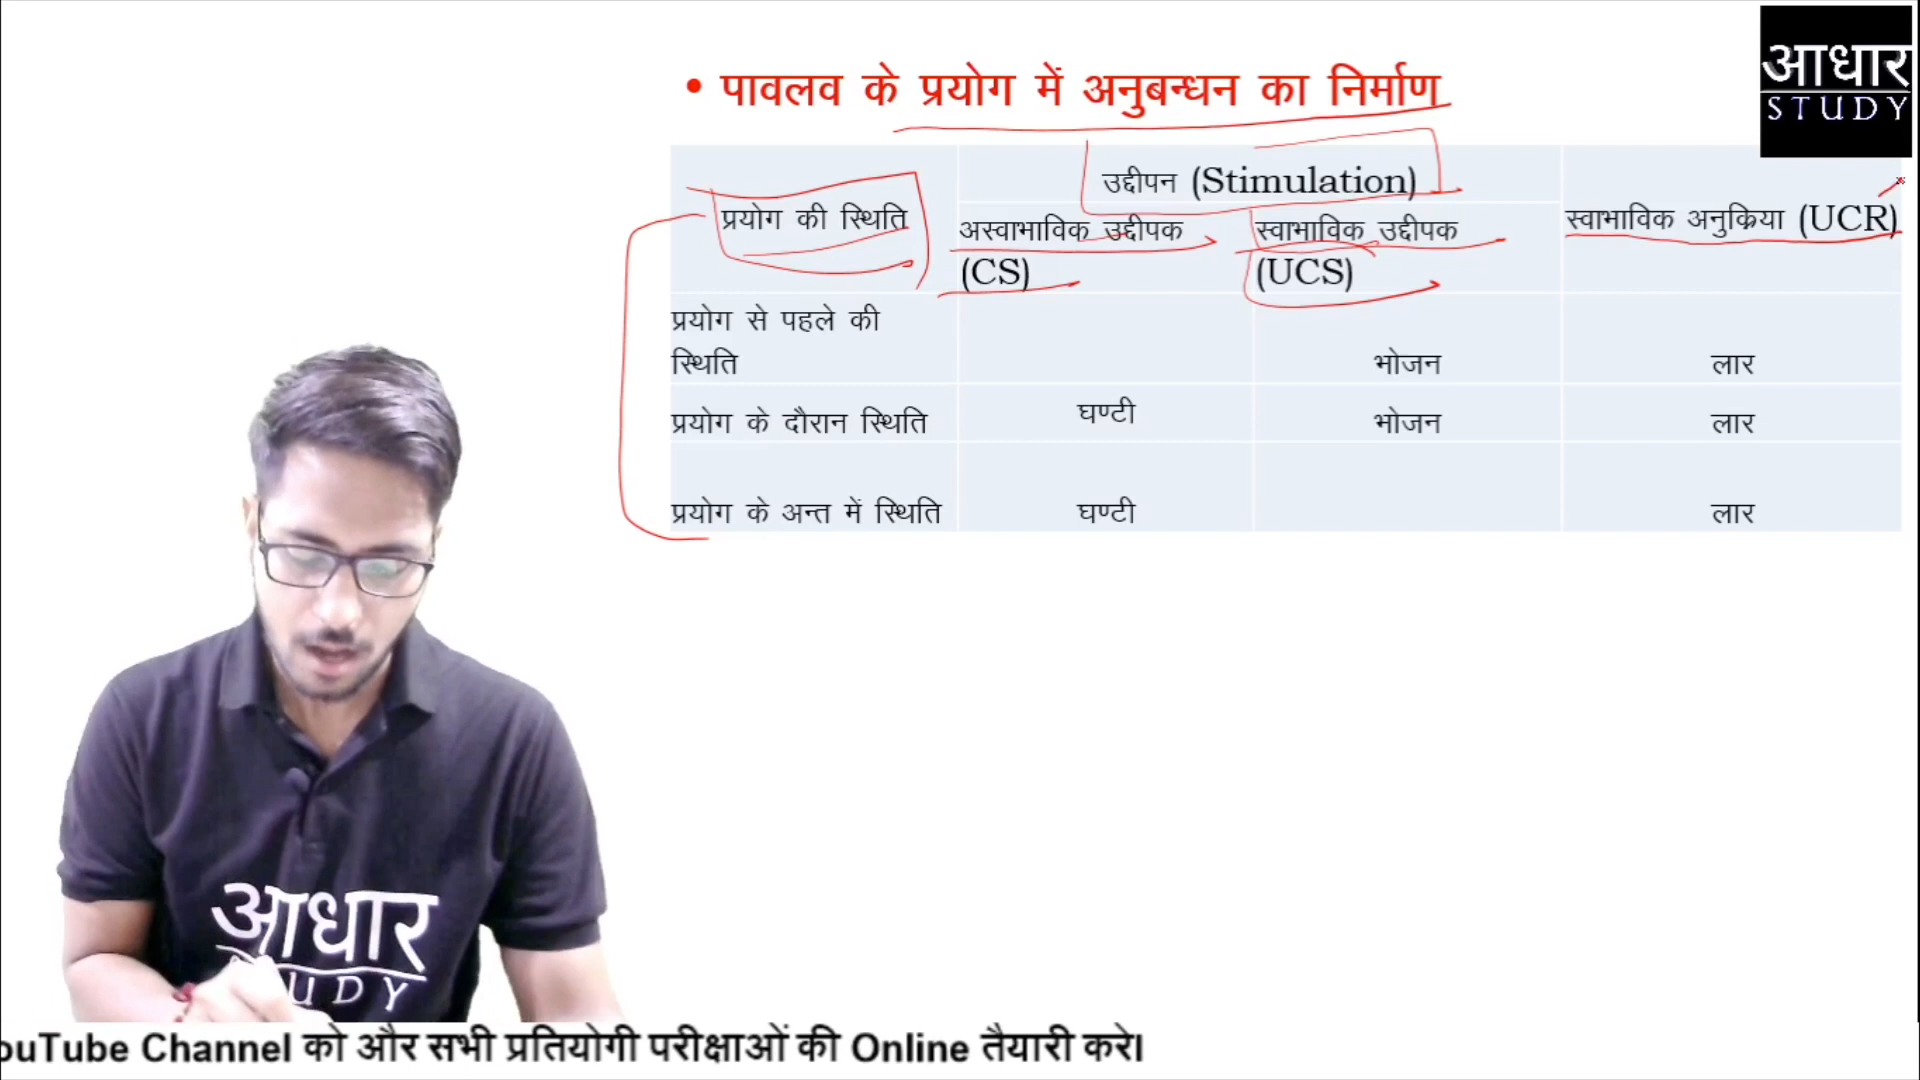 आधार
STUDY
• पावलव के प्रयोग में अनुबन्धन का निर्माण
प्रयोग की स्थिति
उद्दीपन (Stimulation)
स्वाभाविक अनुक्रिया (UCR)
अस्वाभाविक उद्दीपक
(CS)
स्वाभाविक उद्दीपक
(UCS)
प्रयोग से पहले की
स्थिति
भोजन
लार
प्रयोग के दौरान स्थिति
घण्टी
भोजन
लार
प्रयोग के अन्त में स्थिति
घण्टी
लार
आधार
UDY
ouTube Channel को और सभी प्रतियोगी परीक्षाओं की Online तैयारी करे।